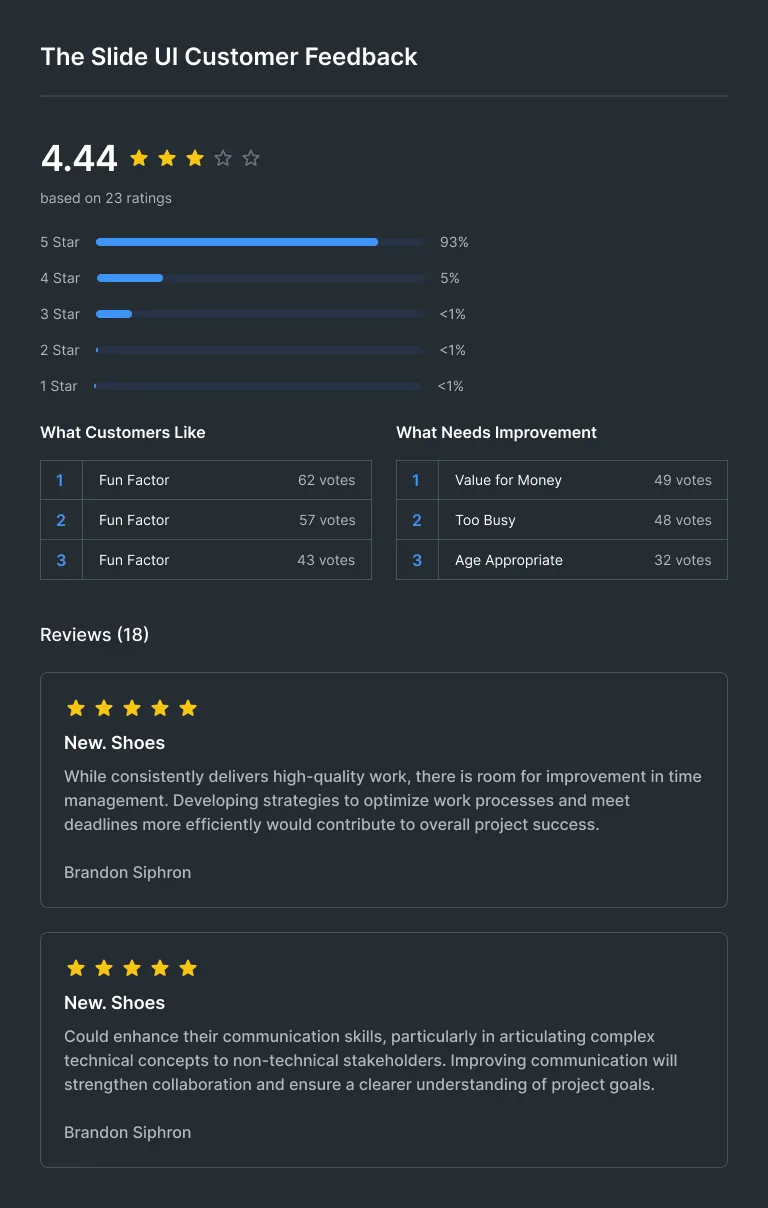 The Slide UI Customer Feedback
4.44
based on 23 ratings
5 Star 93%
4 Star 5%
3 Star <1%
2 Star <1%
1 Star <1%
What Customers Like
1 Fun Factor 62 votes
2 Fun Factor 57 votes
3 Fun Factor 43 votes
What Needs Improvement
1 Value for Money 49 votes
2 Too Busy 48 votes
3 Age Appropriate 32 votes
Reviews (18)
New. Shoes
While consistently delivers high-quality work, there is room for improvement in time
management. Developing strategies to optimize work processes and meet
deadlines more efficiently would contribute to overall project success.
Brandon Siphron
New. Shoes
Could enhance their communication skills, particularly in articulating complex
technical concepts to non-technical stakeholders. Improving communication will
strengthen collaboration and ensure a clearer understanding of project goals.
Brandon Siphron